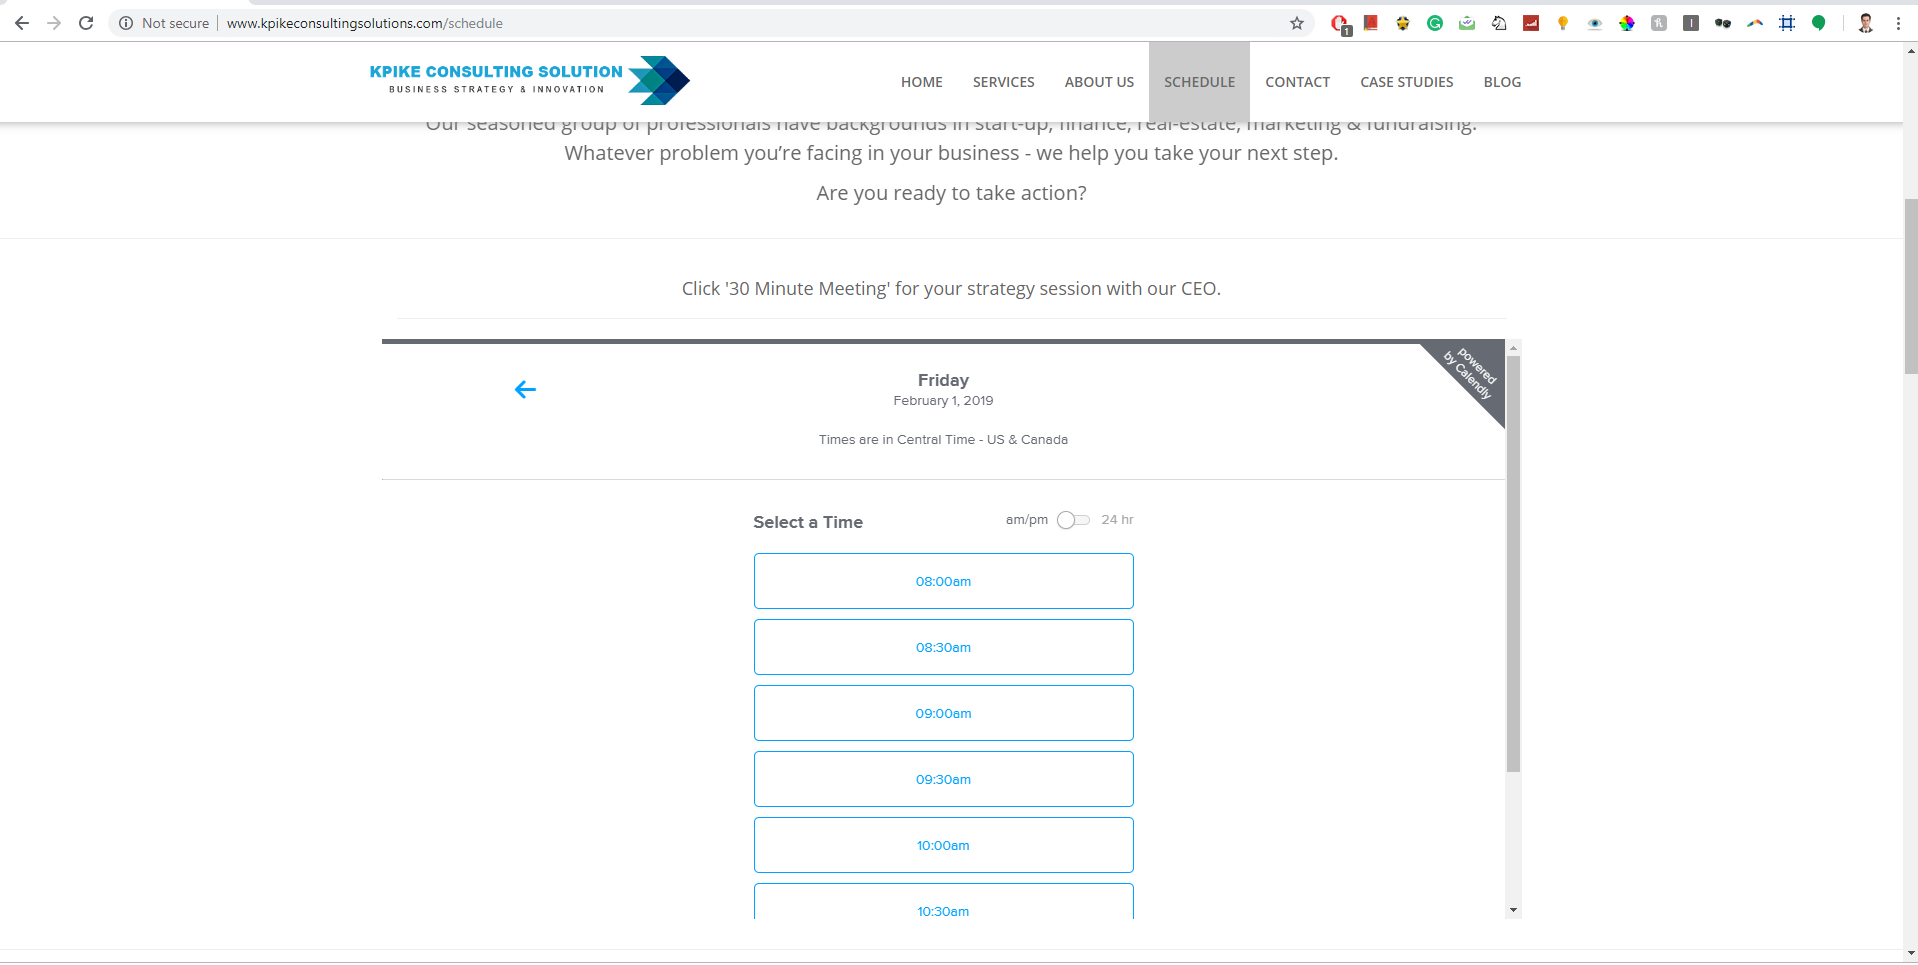 Not secure
www.kpikeconsultingsolutions.com/schedule
1
KPIKE CONSULTING SOLUTION
BUSINESS STRATEGY & INNOVATION
HOME
SERVICES
ABOUT US
SCHEDULE
CONTACT
CASE STUDIES
BLOG
Our seasoned group of professionals have backgrounds in start-up, finance, real-estate, marketing & fundraising.
Whatever problem you’re facing in your business - we help you take your next step.
Are you ready to take action?
Click '30 Minute Meeting' for your strategy session with our CEO.
powered
by Calendly
Friday
February 1, 2019
Times are in Central Time - US & Canada
Select a Time
am/pm
24 hr
08:00am
08:30am
09:00am
09:30am
10:00am
10:30am